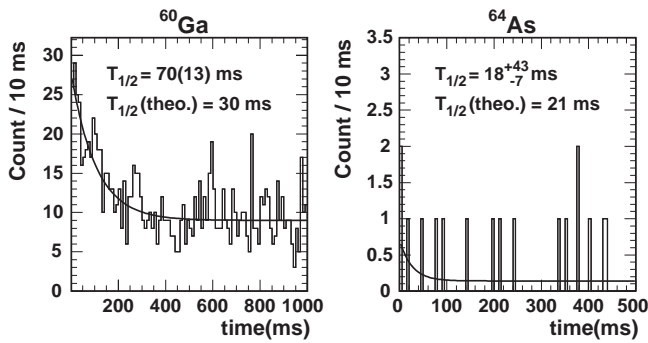 ⁶⁰Ga
Count / 10 ms
30
25
20
15
10
5
0
T₁/₂ = 70(13) ms
T₁/₂(theo.) = 30 ms
200 400 600 800 1000
time(ms)
⁶⁴As
Count / 10 ms
3.5
3
2.5
2
1.5
1
0.5
0
T₁/₂ = 18⁺⁴³₋₇ ms
T₁/₂(theo.) = 21 ms
0 100 200 300 400 500
time(ms)